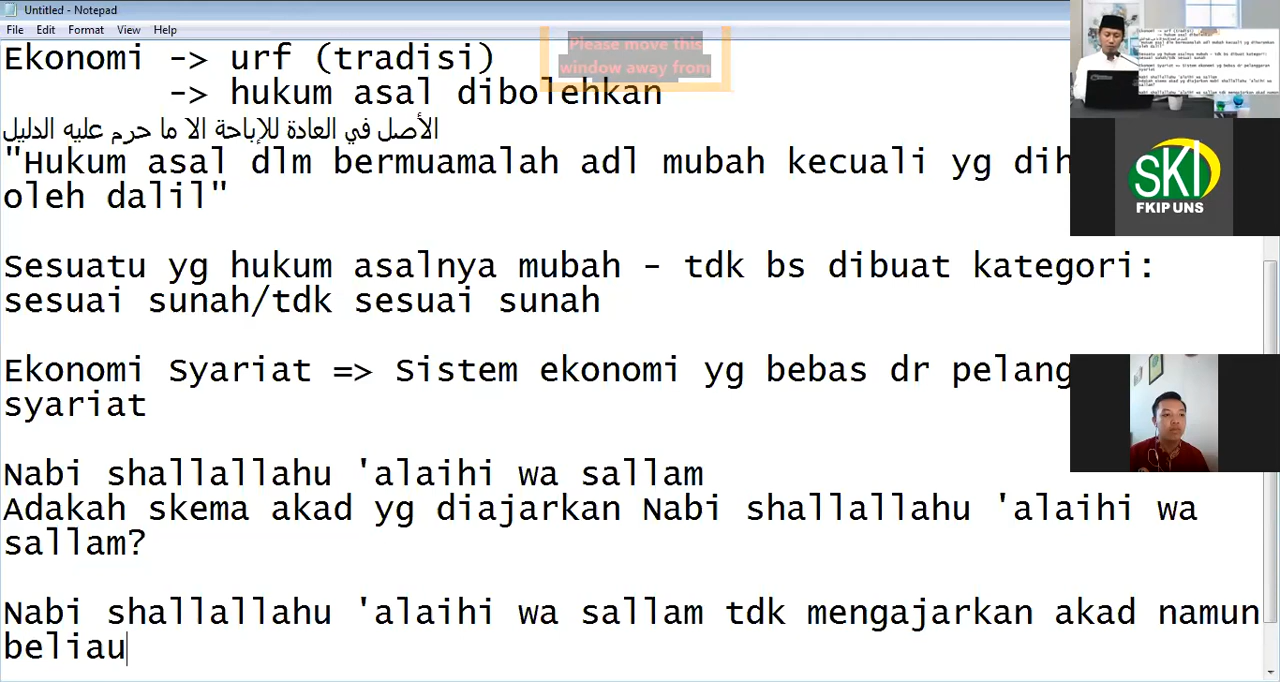 Untitled - Notepad
File Edit Format View Help
Ekonomi -> urf (tradisi)
-> hukum asal dibolehkan
الأصل في العادة للإباحة الا ما حرم عليه الدليل
"Hukum asal dlm bermuamalah adl mubah kecuali yg dih
oleh dalil"
Sesuatu yg hukum asalnya mubah - tdk bs dibuat kategori:
sesuai sunah/tdk sesuai sunah
Ekonomi Syariat => Sistem ekonomi yg bebas dr pelang
syariat
Nabi shallallahu 'alaihi wa sallam
Adakah skema akad yg diajarkan Nabi shallallahu 'alaihi wa
sallam?
Nabi shallallahu 'alaihi wa sallam tdk mengajarkan akad namun
beliau
Please move this
window away from
SKI
FKIP UNS